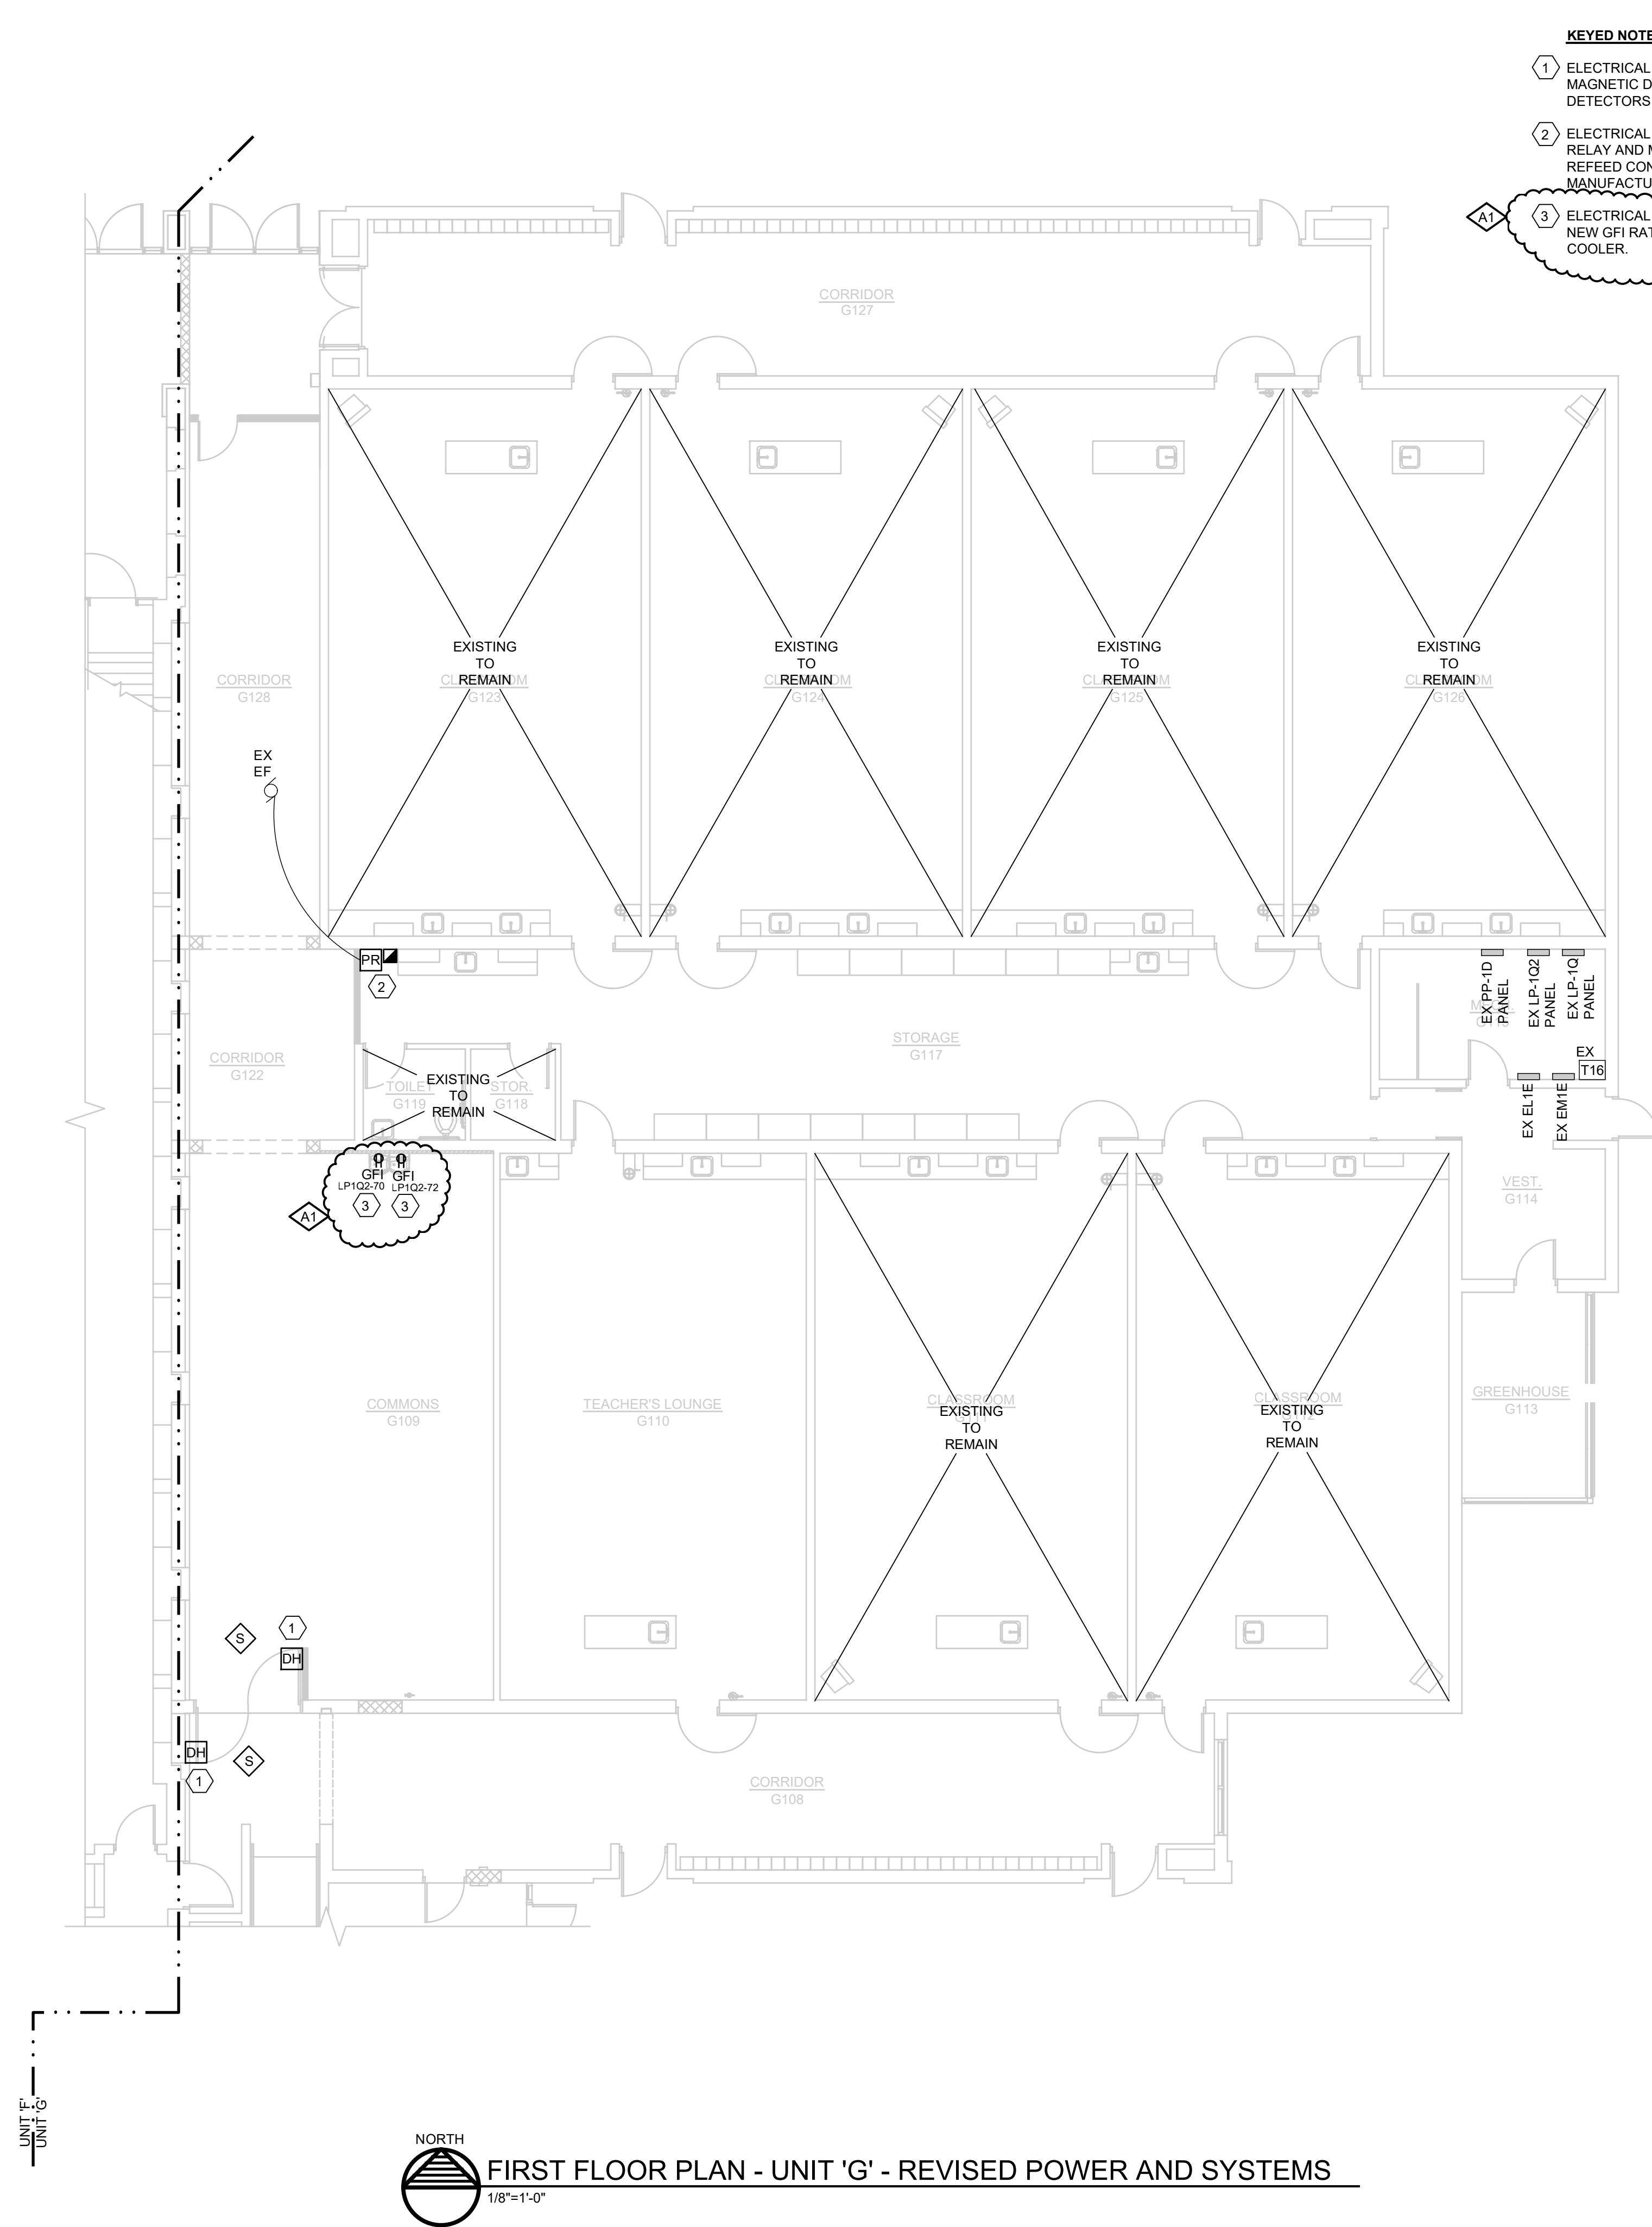 KEYED NOTE
1 ELECTRICAL
MAGNETIC D
DETECTORS
2 ELECTRICAL
RELAY AND
REFEED CON
MANUFACTU
A1
3 ELECTRICAL
NEW GFI RAT
COOLER.
CORRIDOR
G127
EXISTING
TO
REMAIN
G123
EXISTING
TO
REMAIN
G124
EXISTING
TO
REMAIN
G125
EXISTING
TO
REMAIN
G126
CORRIDOR
G128
EX
EF
PR
2
EX PP-1D
PANEL
EX LP-1Q2
PANEL
EX LP-1Q
PANEL
STORAGE
G117
CORRIDOR
G122
TOILET
G119
STOR.
G118
EXISTING
TO
REMAIN
EX
T16
EX EL1E
EX EM1E
GFI
LP1Q2-70
3
GFI
LP1Q2-72
3
A1
VEST.
G114
COMMONS
G109
TEACHER'S LOUNGE
G110
CLASSROOM
EXISTING
TO
REMAIN
CLASSROOM
EXISTING
TO
REMAIN
GREENHOUSE
G113
S
1
DH
DH
S
1
CORRIDOR
G108
UNIT 'F'
UNIT 'G'
NORTH
FIRST FLOOR PLAN - UNIT 'G' - REVISED POWER AND SYSTEMS
1/8"=1'-0"